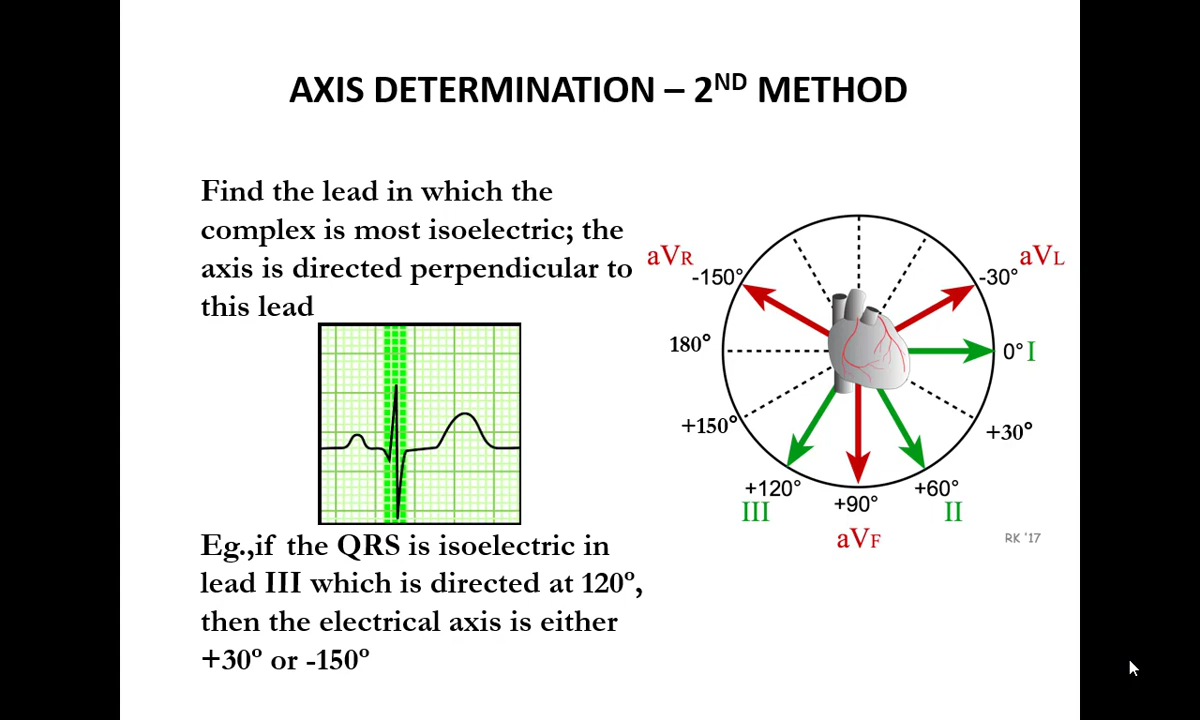 AXIS DETERMINATION – 2ND METHOD
Find the lead in which the
complex is most isoelectric; the
axis is directed perpendicular to
this lead
Eg.,if the QRS is isoelectric in
lead III which is directed at 120º,
then the electrical axis is either
+30º or -150º
aVR
-150°
aVL
-30°
180°
0° I
+150°
+30°
+120°
III
+90°
aVF
+60°
II
RK '17